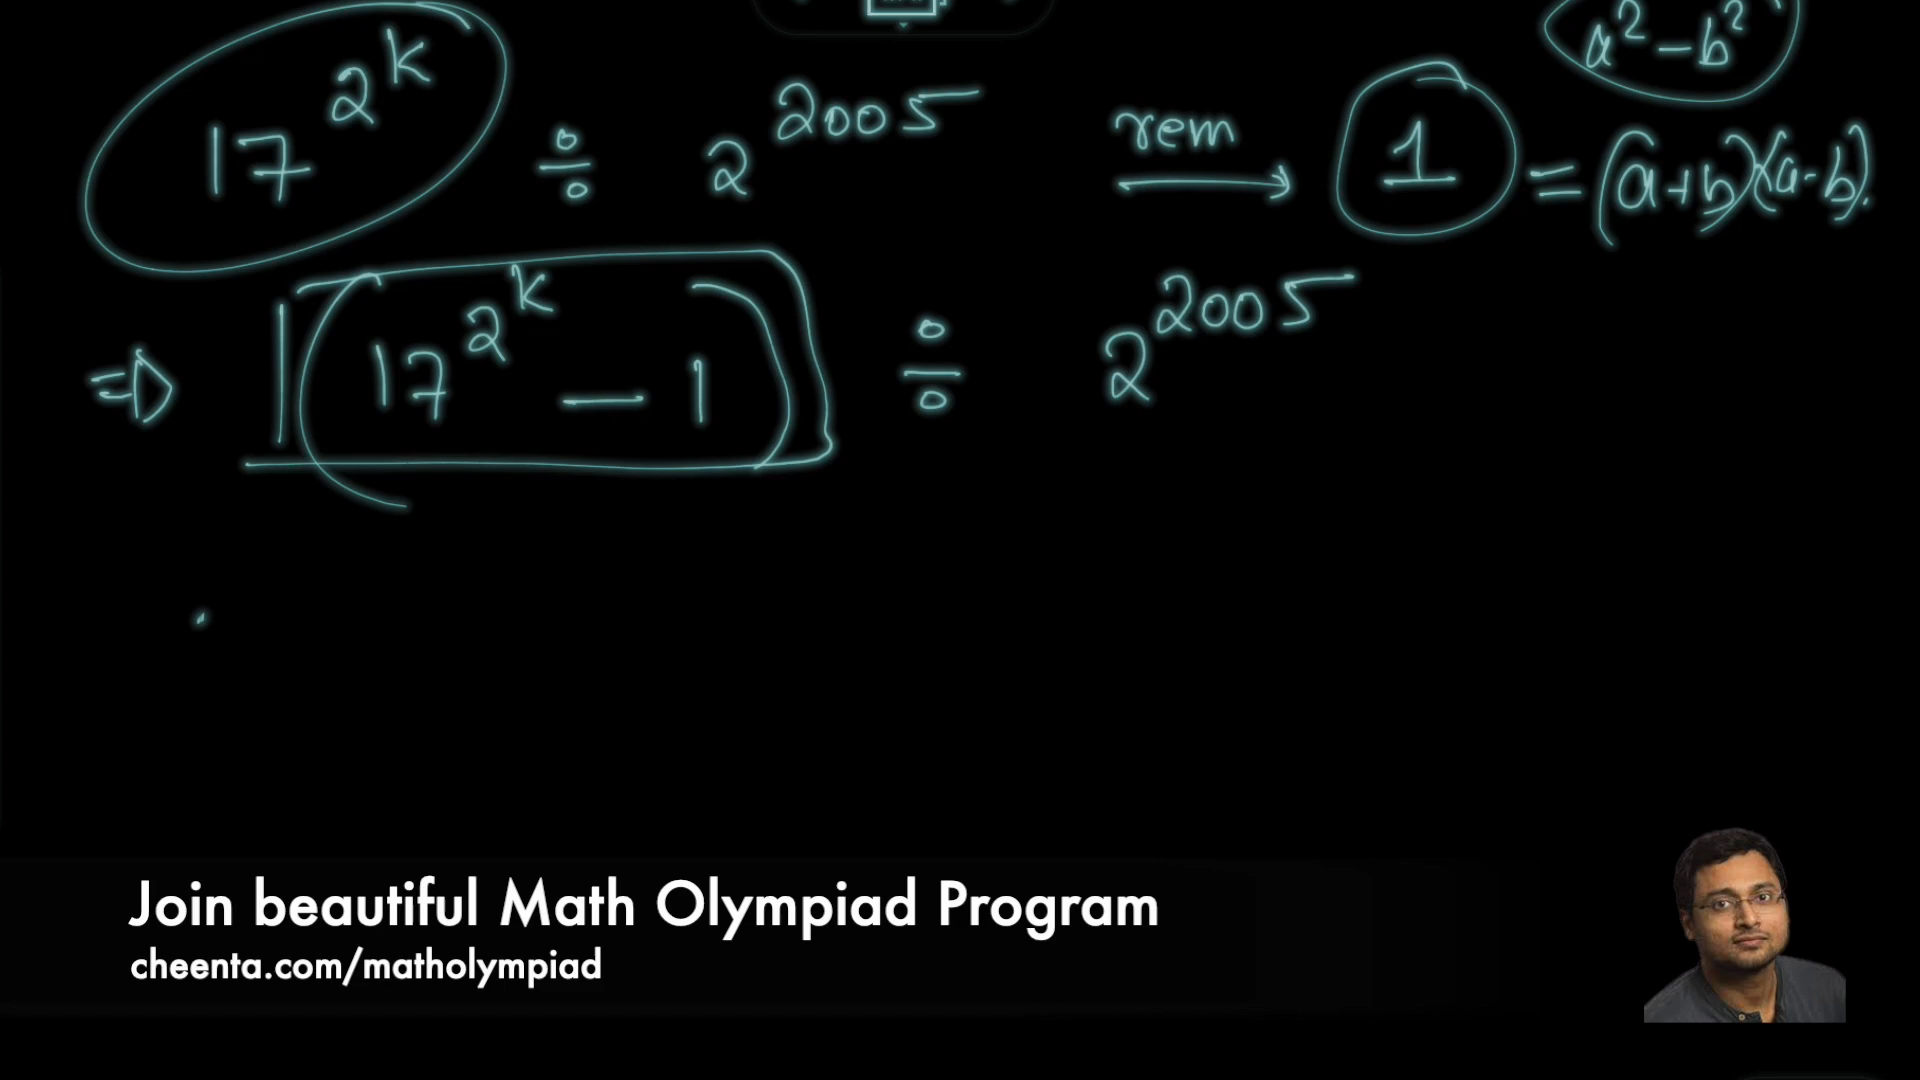 a² – b²
17^{2^k} ÷ 2^{2005} rem → 1 = (a+b)(a-b).
⇒ [(17^{2^k} – 1)] ÷ 2^{2005}
Join beautiful Math Olympiad Program
cheenta.com/matholympiad